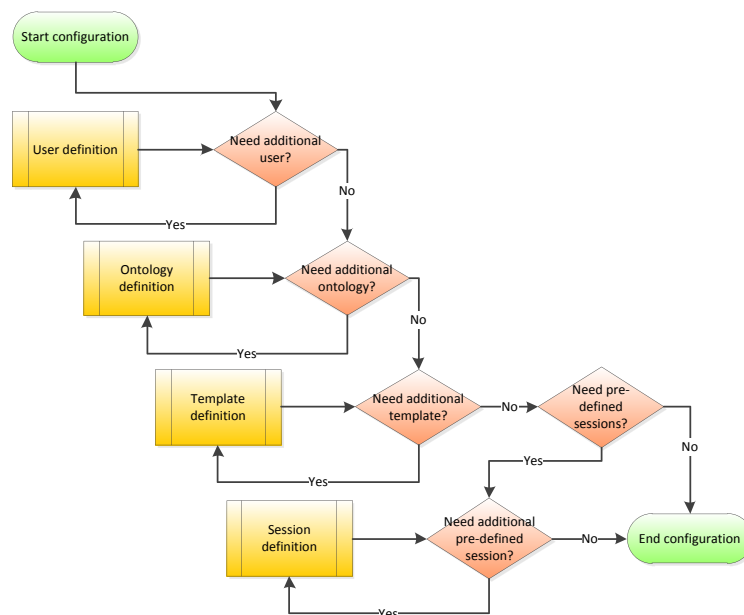 Start configuration
Need additional
user?
User definition
No
Yes
Ontology
definition
Need additional
ontology?
No
Yes
Template
definition
Need additional
template?
No
Need pre-
defined
sessions?
No
Yes
Yes
Session
definition
Need additional
pre-defined
session?
No
End configuration
Yes